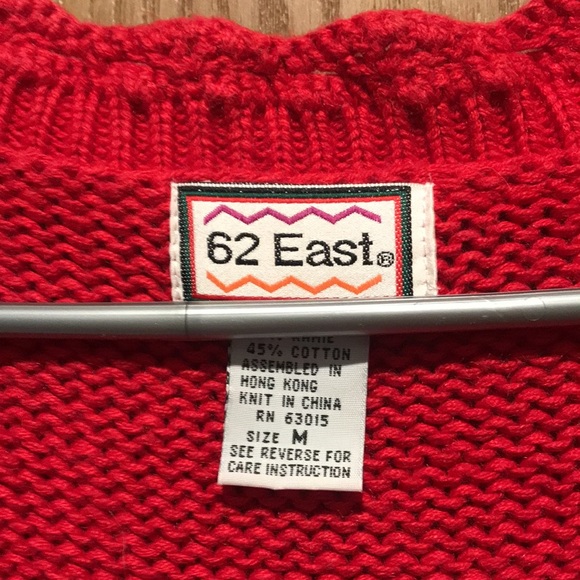 62 East®
RAMIE
45% COTTON
ASSEMBLED IN
HONG KONG
KNIT IN CHINA
RN 63015
SIZE M
SEE REVERSE FOR
CARE INSTRUCTION